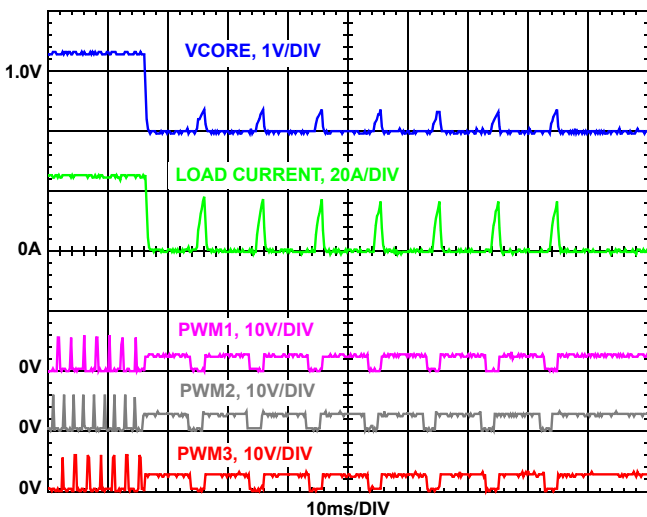 VCORE, 1V/DIV
1.0V
LOAD CURRENT, 20A/DIV
0A
PWM1, 10V/DIV
0V
PWM2, 10V/DIV
0V
PWM3, 10V/DIV
0V
10ms/DIV